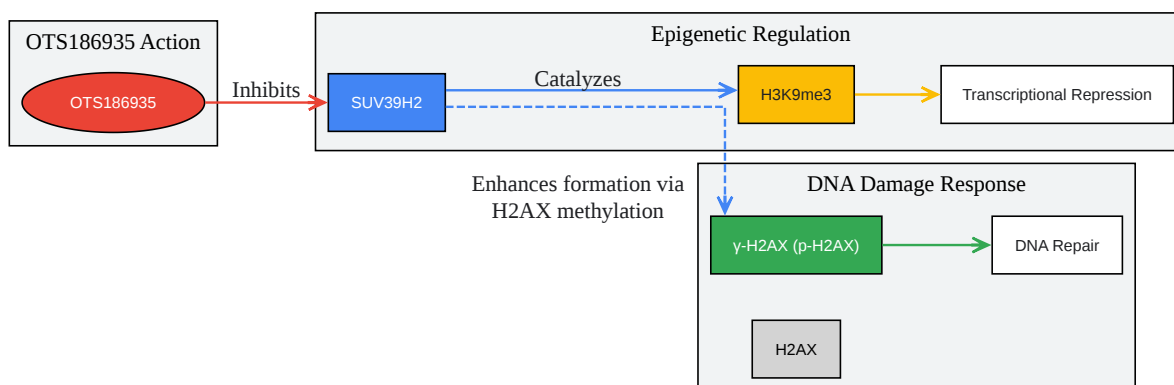 OTS186935 Action
OTS186935
Inhibits
Epigenetic Regulation
SUV39H2
Catalyzes
H3K9me3
Transcriptional Repression
Enhances formation via
H2AX methylation
DNA Damage Response
γ-H2AX (p-H2AX)
DNA Repair
H2AX